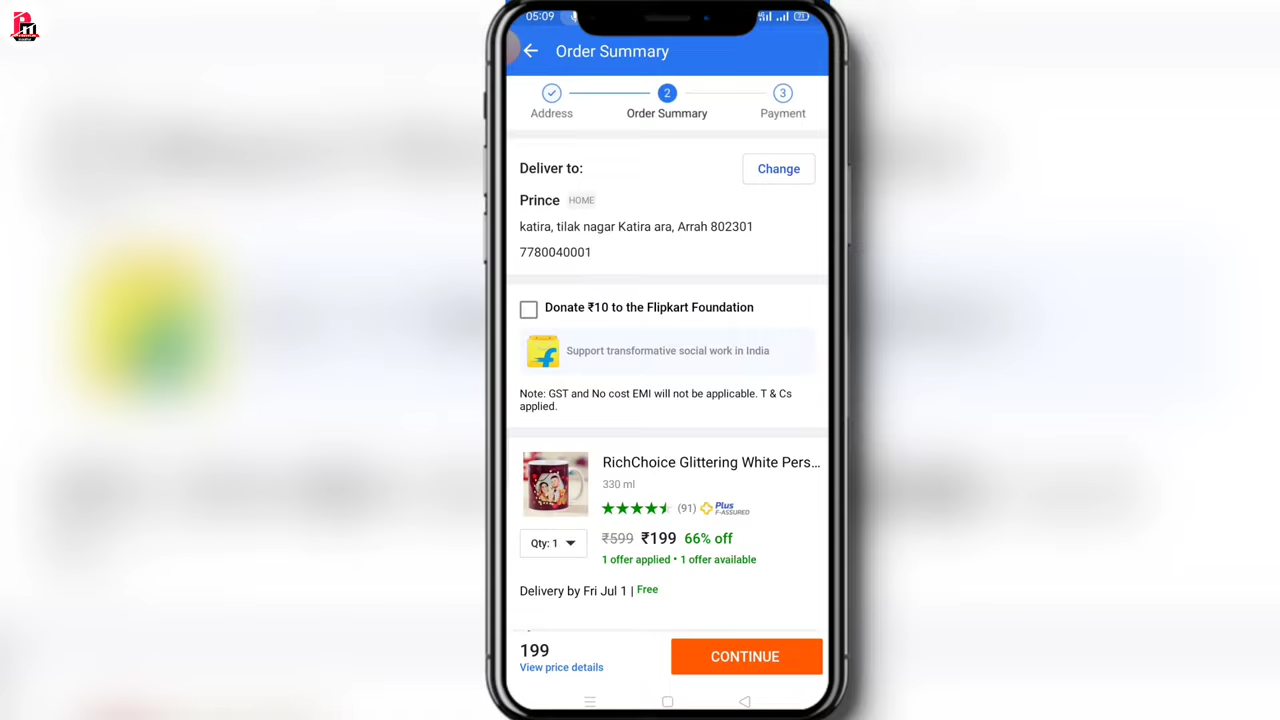 05:09
Order Summary
2
3
Address
Order Summary
Payment
Deliver to:
Change
Prince HOME
katira, tilak nagar Katira ara, Arrah 802301
7780040001
Donate ₹10 to the Flipkart Foundation
Support transformative social work in India
Note: GST and No cost EMI will not be applicable. T & Cs
applied.
RichChoice Glittering White Pers...
330 ml
(91) Plus
F-ASSURED
Qty: 1
₹599 ₹199 66% off
1 offer applied • 1 offer available
Delivery by Fri Jul 1 | Free
199
View price details
CONTINUE